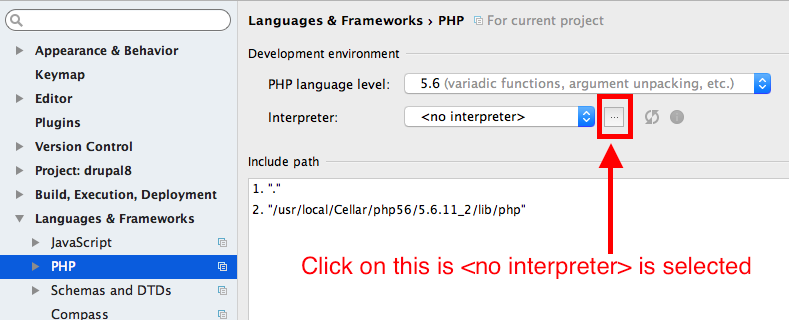 Languages & Frameworks › PHP For current project
Appearance & Behavior
Keymap
Editor
Plugins
Version Control
Project: drupal8
Build, Execution, Deployment
Languages & Frameworks
JavaScript
PHP
Schemas and DTDs
Compass
Development environment
PHP language level: 5.6 (variadic functions, argument unpacking, etc.)
Interpreter: <no interpreter> ...
Include path
1. "."
2. "/usr/local/Cellar/php56/5.6.11_2/lib/php"
Click on this is <no interpreter> is selected